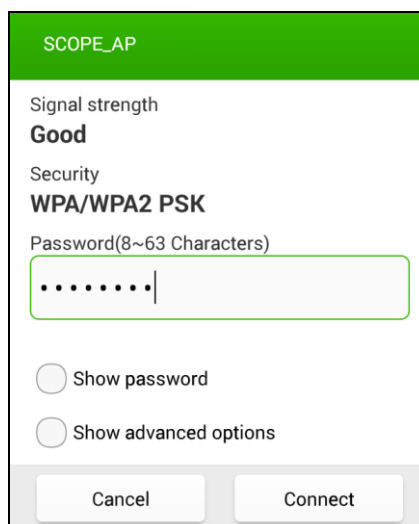 SCOPE_AP
Signal strength
Good
Security
WPA/WPA2 PSK
Password(8~63 Characters)
••••••••
Show password
Show advanced options
Cancel
Connect